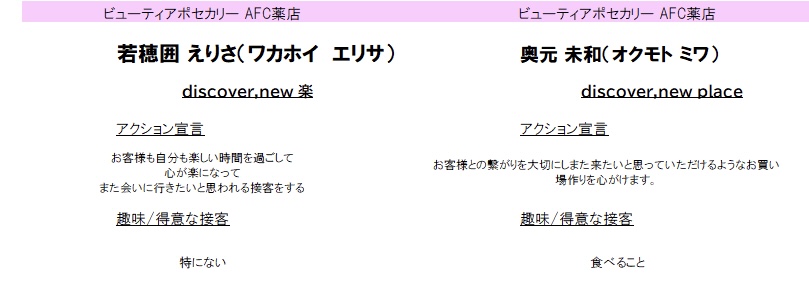 ビューティアポセカリー AFC薬店
若穂囲 えりさ（ワカホイ　エリサ）
discover,new 楽
アクション宣言
お客様も自分も楽しい時間を過ごして
心が楽になって
また会いに行きたいと思われる接客をする
趣味/得意な接客
特にない
ビューティアポセカリー AFC薬店
奥元 未和（オクモト ミワ）
discover,new place
アクション宣言
お客様との繋がりを大切にしまた来たいと思っていただけるようなお買い
場作りを心がけます。
趣味/得意な接客
食べること